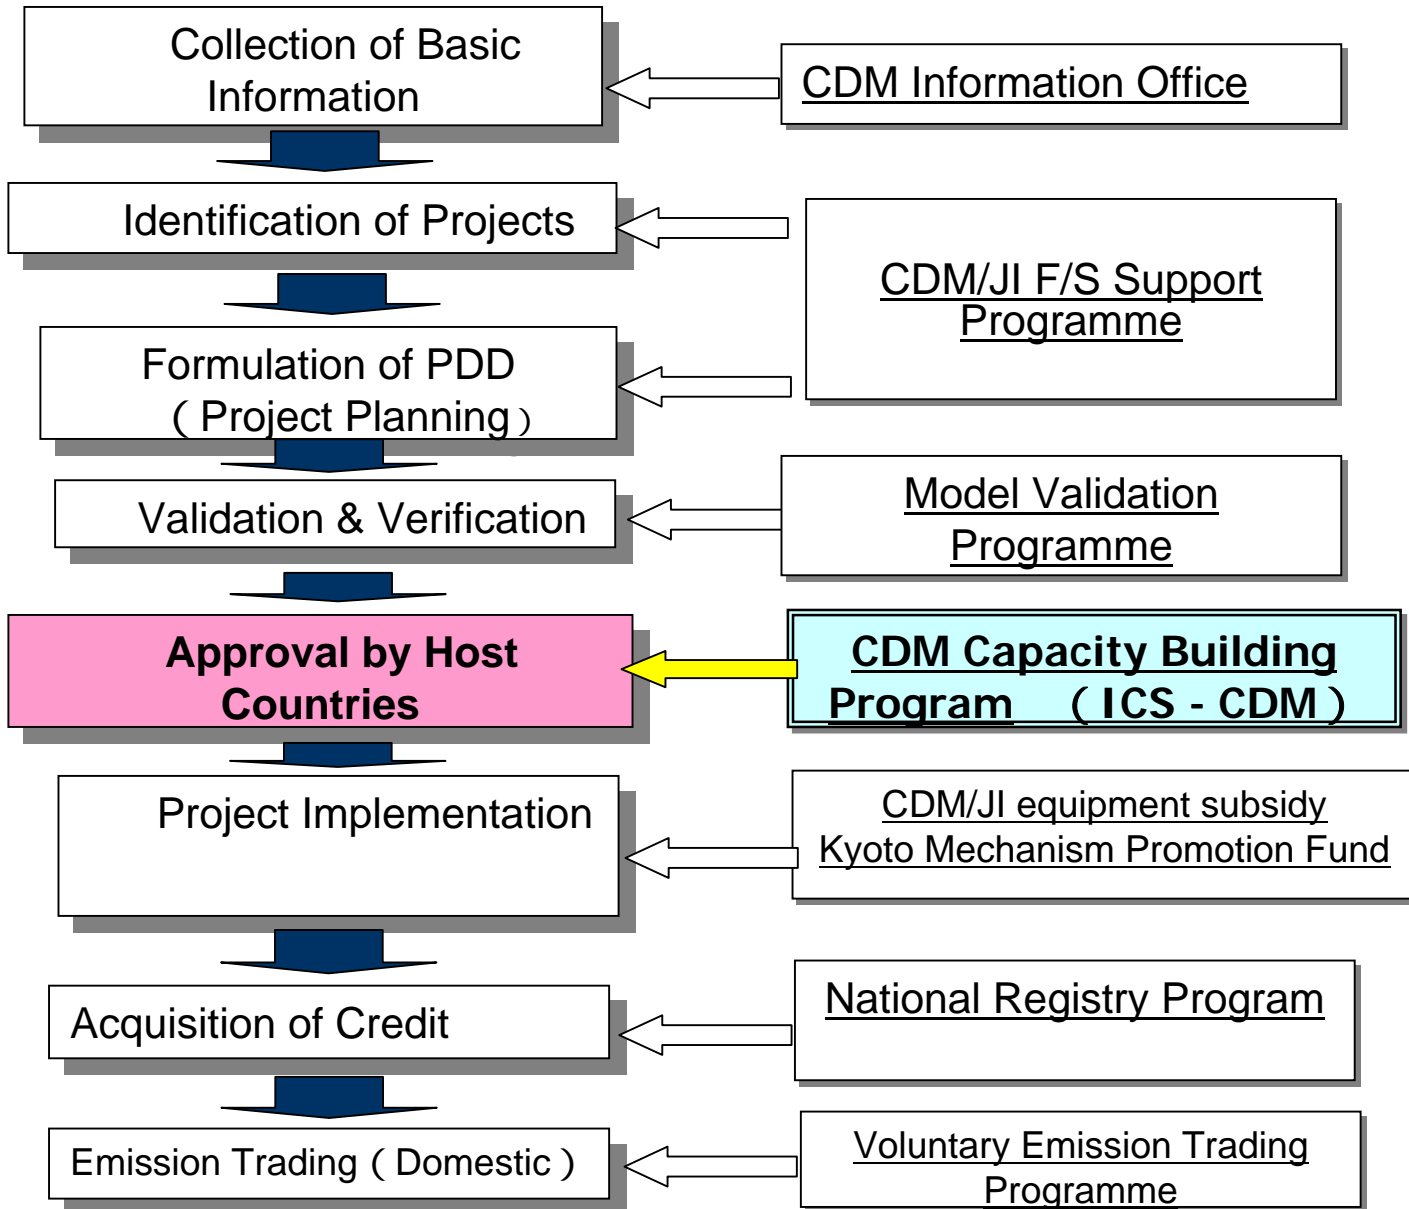 Collection of Basic
Information
CDM Information Office
Identification of Projects
CDM/JI F/S Support
Programme
Formulation of PDD
（Project Planning）
Validation & Verification
Model Validation
Programme
Approval by Host
Countries
CDM Capacity Building
Program （ICS - CDM）
Project Implementation
CDM/JI equipment subsidy
Kyoto Mechanism Promotion Fund
Acquisition of Credit
National Registry Program
Emission Trading（Domestic）
Voluntary Emission Trading
Programme